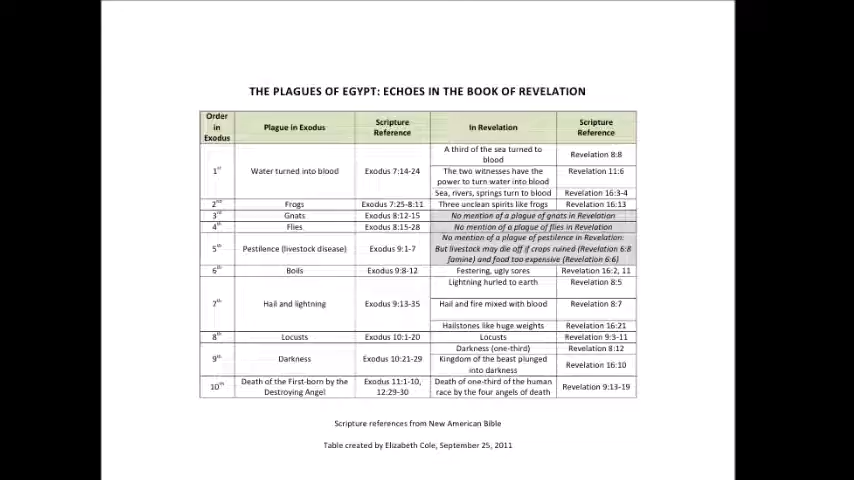 THE PLAGUES OF EGYPT: ECHOES IN THE BOOK OF REVELATION
Order in Exodus Plague in Exodus Scripture Reference In Revelation Scripture Reference
1st Water turned into blood Exodus 7:14-24 A third of the sea turned to blood Revelation 8:8
The two witnesses have the power to turn water into blood Revelation 11:6
Sea, rivers, springs turn to blood Revelation 16:3-4
2nd Frogs Exodus 7:25-8:11 Three unclean spirits like frogs Revelation 16:13
3rd Gnats Exodus 8:12-15 No mention of a plague of gnats in Revelation
4th Flies Exodus 8:15-28 No mention of a plague of flies in Revelation
5th Pestilence (livestock disease) Exodus 9:1-7 No mention of a plague of pestilence in Revelation: But livestock may die off if crops ruined (Revelation 6:8 famine) and food too expensive (Revelation 6:6)
6th Boils Exodus 9:8-12 Festering, ugly sores Revelation 16:2, 11
7th Hail and lightning Exodus 9:13-35 Lightning hurled to earth Revelation 8:5
Hail and fire mixed with blood Revelation 8:7
Hailstones like huge weights Revelation 16:21
8th Locusts Exodus 10:1-20 Locusts Revelation 9:3-11
9th Darkness Exodus 10:21-29 Darkness (one-third) Revelation 8:12
Kingdom of the beast plunged into darkness Revelation 16:10
10th Death of the First-born by the Destroying Angel Exodus 11:1-10, 12:29-30 Death of one-third of the human race by the four angels of death Revelation 9:13-19
Scripture references from New American Bible
Table created by Elizabeth Cole, September 25, 2011